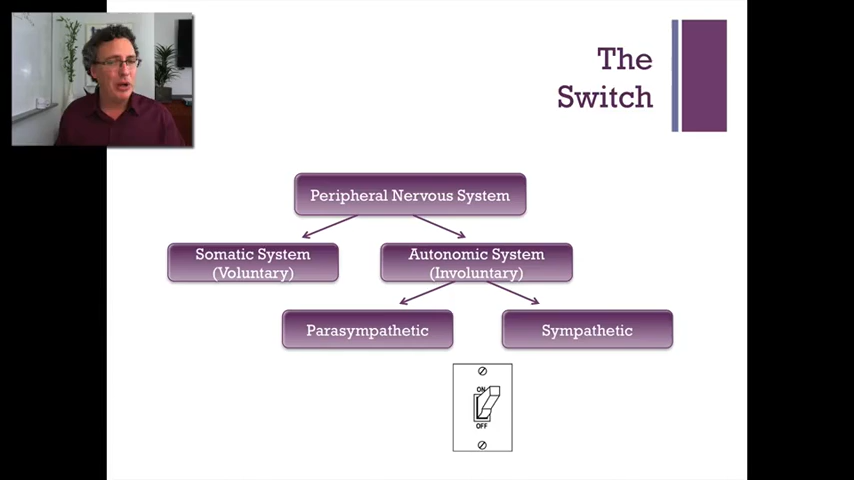 The
Switch
Peripheral Nervous System
Somatic System
(Voluntary)
Autonomic System
(Involuntary)
Parasympathetic
Sympathetic
ON
OFF